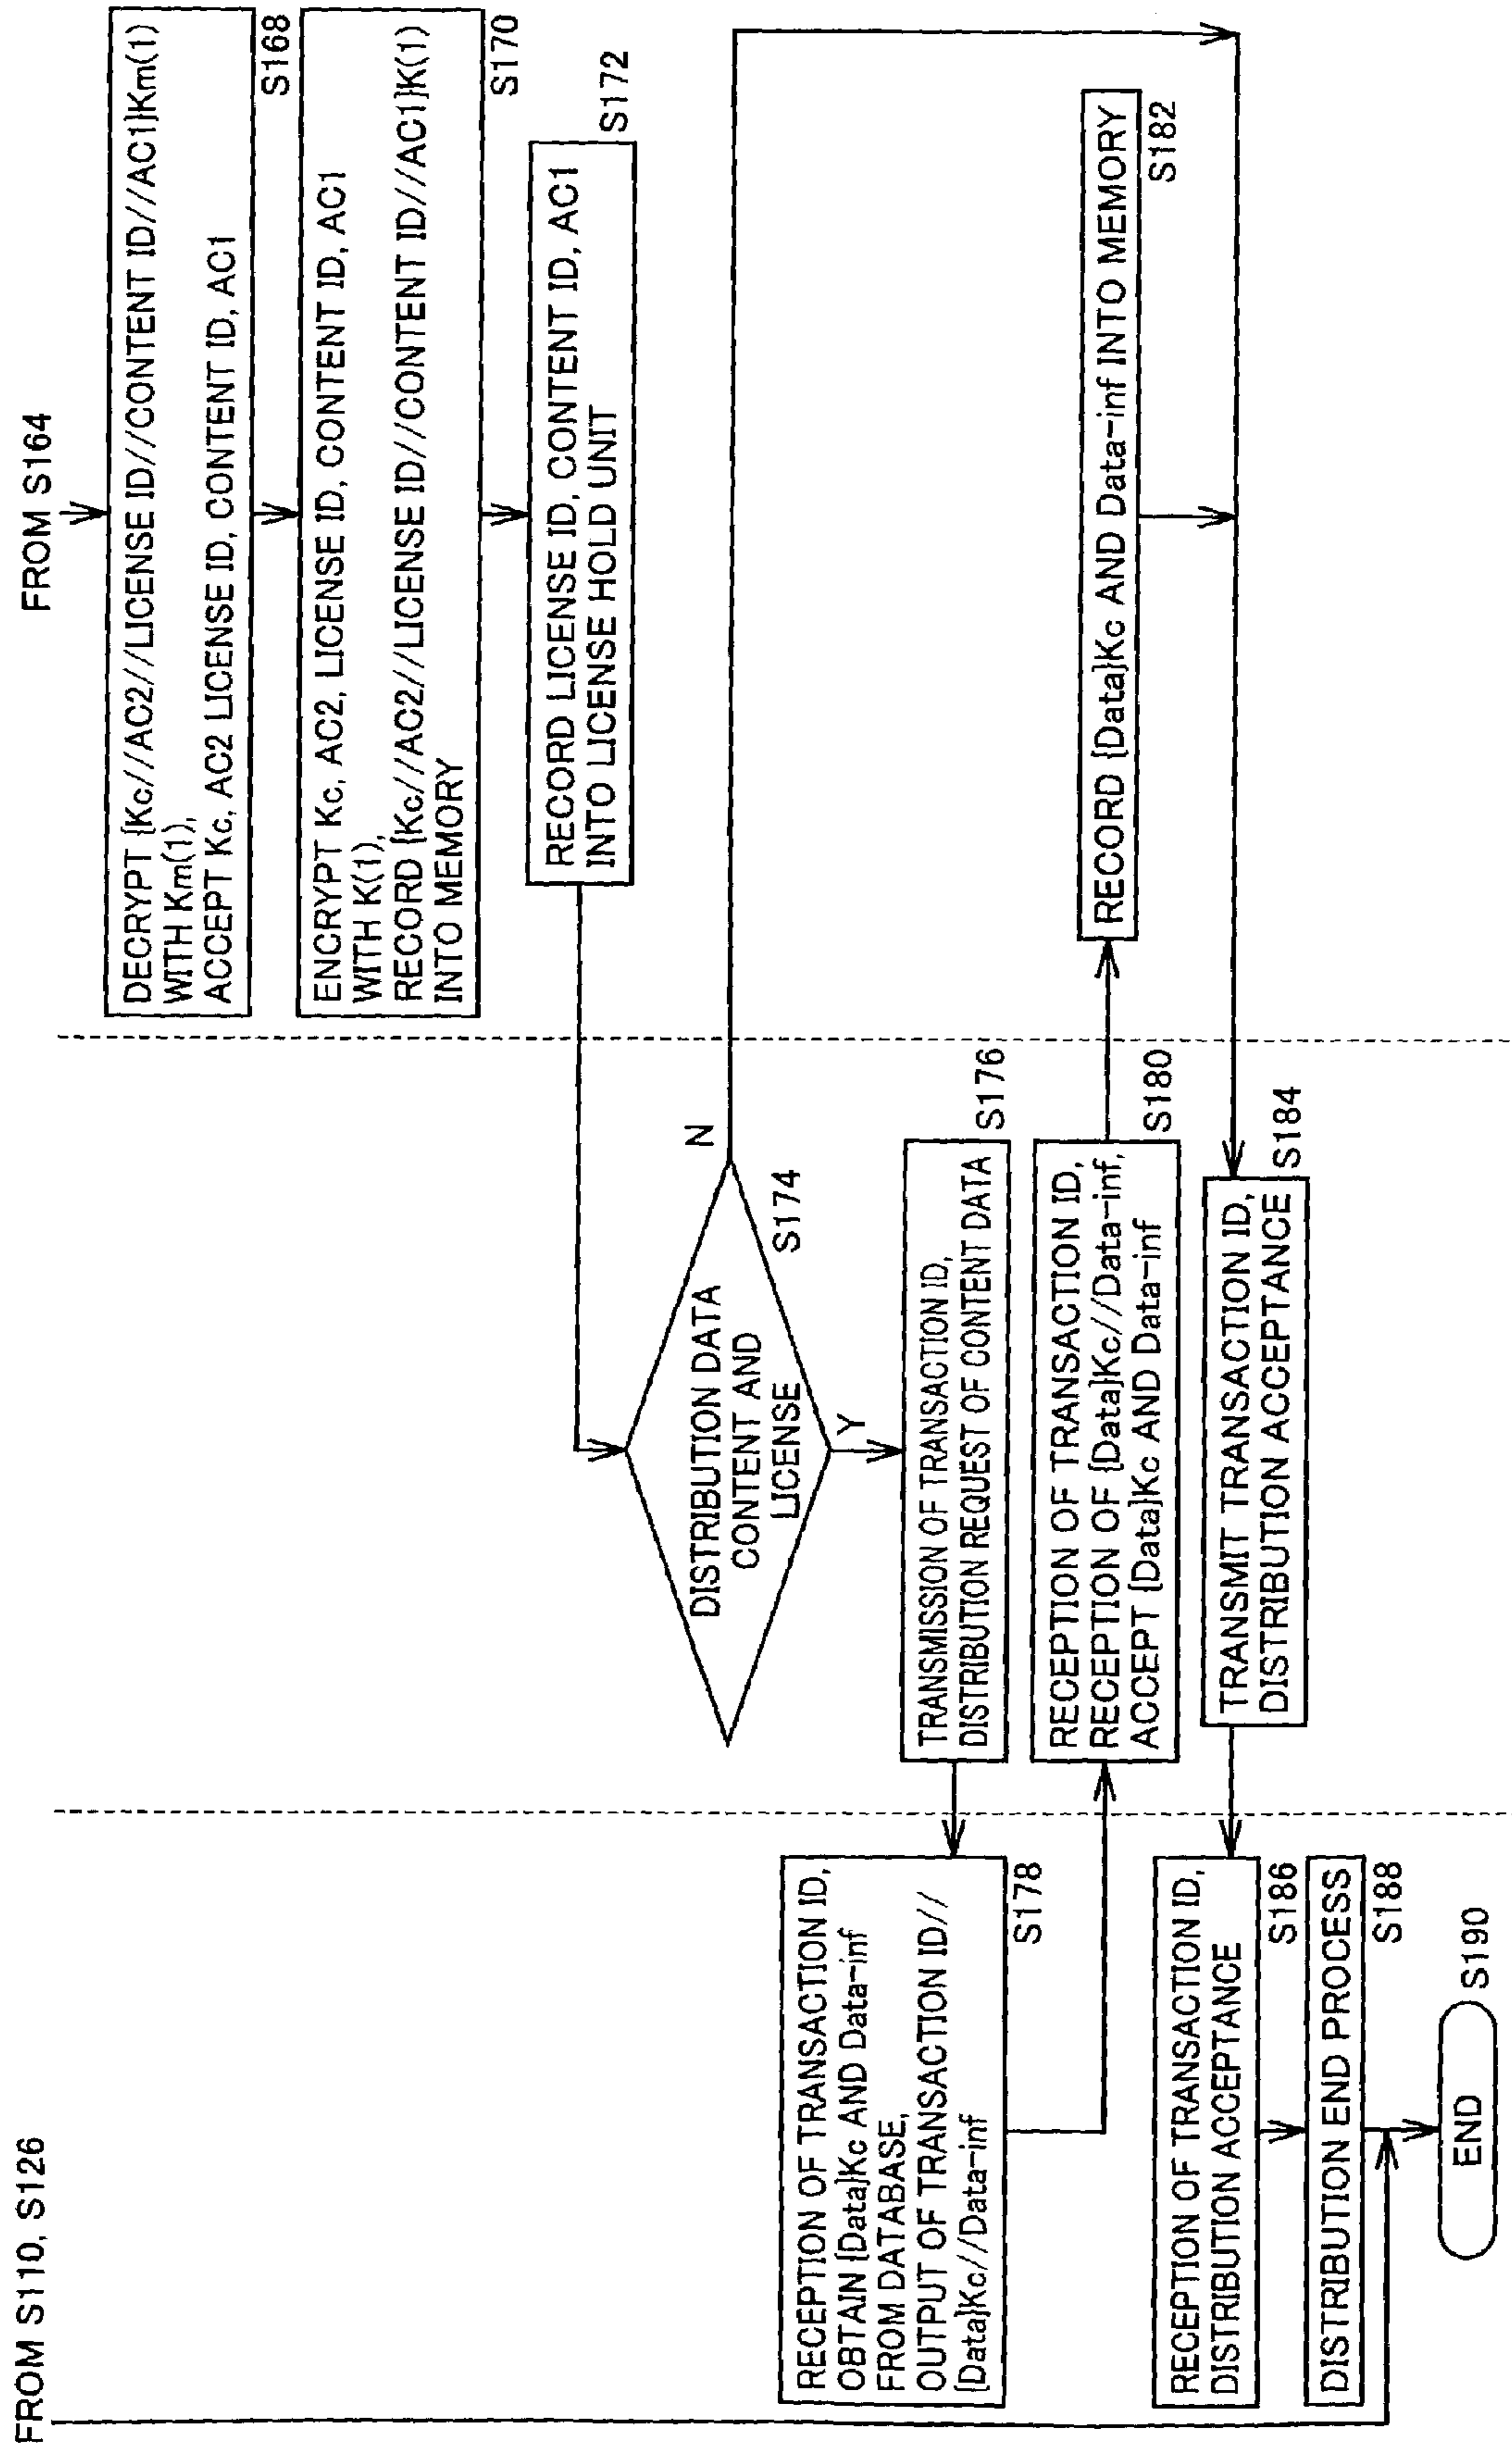 FROM S110, S126
FROM S164
DECRYPT {Kc//AC2//LICENSE ID//CONTENT ID//AC1}Km(1)
WITH Km(1),
ACCEPT Kc, AC2 LICENSE ID, CONTENT ID, AC1
S168
ENCRYPT Kc, AC2, LICENSE ID, CONTENT ID, AC1
WITH K(1),
RECORD {Kc//AC2//LICENSE ID//CONTENT ID//AC1}K(1)
INTO MEMORY
S170
RECORD LICENSE ID, CONTENT ID, AC1
INTO LICENSE HOLD UNIT
S172
DISTRIBUTION DATA
CONTENT AND
LICENSE
S174
N
Y
TRANSMISSION OF TRANSACTION ID,
DISTRIBUTION REQUEST OF CONTENT DATA
S176
RECEPTION OF TRANSACTION ID,
OBTAIN {Data}Kc AND Data-inf
FROM DATABASE,
OUTPUT OF TRANSACTION ID//
{Data}Kc//Data-inf
S178
RECEPTION OF TRANSACTION ID,
RECEPTION OF {Data}Kc//Data-inf,
ACCEPT {Data}Kc AND Data-inf
S180
RECORD {Data}Kc AND Data-inf INTO MEMORY
S182
TRANSMIT TRANSACTION ID,
DISTRIBUTION ACCEPTANCE
S184
RECEPTION OF TRANSACTION ID,
DISTRIBUTION ACCEPTANCE
S186
DISTRIBUTION END PROCESS
S188
END
S190